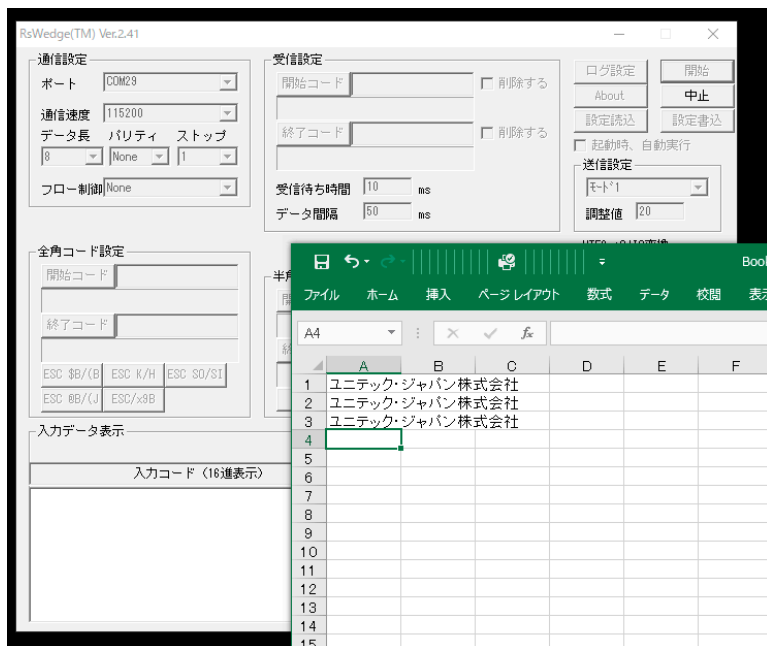 RsWedge(TM) Ver.2.41
通信設定
ポート COM29
通信速度 115200
データ長 パリティ ストップ
8 None 1
フロー制御 None
受信設定
開始コード 削除する
終了コード 削除する
受信待ち時間 10 ms
データ間隔 50 ms
ログ設定 開始
About 中止
設定読込 設定書込
起動時、自動実行
送信設定
ﾓｰﾄﾞ1
調整値 20
全角コード設定
開始コード
終了コード
ESC $B/(B ESC K/H ESC SO/SI
ESC @B/(J ESC/x9B
入力データ表示
入力コード（16進表示）
ファイル ホーム 挿入 ページ レイアウト 数式 データ 校閲
A4 fx
A B C D E F
1 ユニテック・ジャパン株式会社
2 ユニテック・ジャパン株式会社
3 ユニテック・ジャパン株式会社
4
5
6
7
8
9
10
11
12
13
14
15